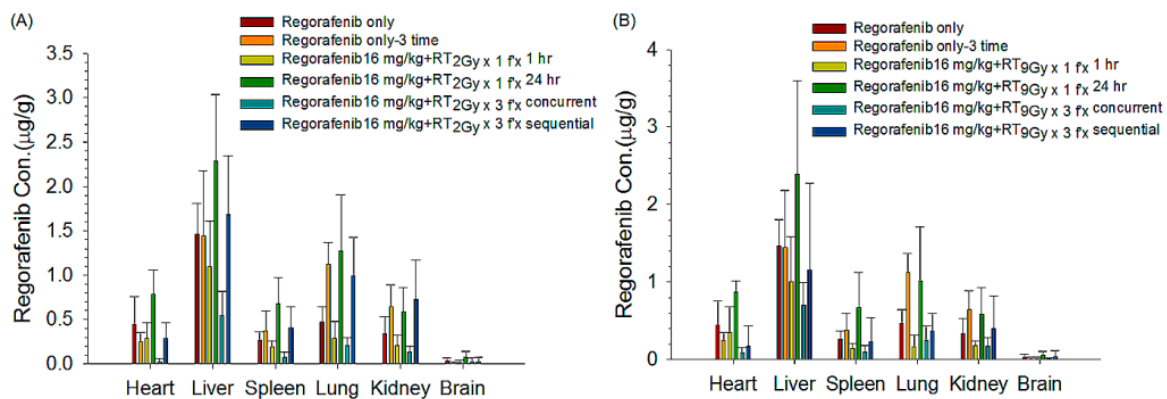 (A)
Regorafenib only
Regorafenib only-3 time
Regorafenib16 mg/kg+RT2Gy x 1 f'x 1 hr
Regorafenib16 mg/kg+RT2Gy x 1 f'x 24 hr
Regorafenib16 mg/kg+RT2Gy x 3 f'x concurrent
Regorafenib16 mg/kg+RT2Gy x 3 f'x sequential
Regorafenib Con.(μg/g)
3.5
3.0
2.5
2.0
1.5
1.0
0.5
0.0
Heart Liver Spleen Lung Kidney Brain
(B)
Regorafenib only
Regorafenib only-3 time
Regorafenib16 mg/kg+RT9Gy x 1 f'x 1 hr
Regorafenib16 mg/kg+RT9Gy x 1 f'x 24 hr
Regorafenib16 mg/kg+RT9Gy x 3 f'x concurrent
Regorafenib16 mg/kg+RT9Gy x 3 f'x sequential
Regorafenib Con.(μg/g)
4
3
2
1
0
Heart Liver Spleen Lung Kidney Brain